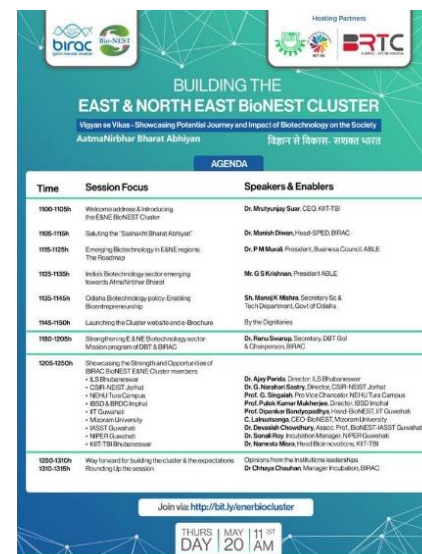 birac
Bio-NEST
Hosting Partners
BRTC
BUILDING THE
EAST & NORTH EAST BioNEST CLUSTER
Vigyan se Vikas - Showcasing Potential Journey and Impact of Biotechnology on the Society
AatmaNirbhar Bharat Abhiyan
विज्ञान से विकास- सशक्त भारत
AGENDA
Time Session Focus Speakers & Enablers
1100-1105h Welcome address & Introducing Dr. Mrutyunjay Suar, CEO, KIIT-TBI
the E&NE BioNEST Cluster
1105-1115h Saluting the "Sashakht Bharat Abhiyan" Dr. Manish Diwan, Head-SPED, BIRAC
1115-1125h Emerging Biotechnology in E&NE regions: Dr. P M Murali, President, Business Council, ABLE
The Roadmap
1125-1135h India's Biotechnology sector emerging Mr. G S Krishnan, President ABLE
towards AtmaNirbhar Bharat
1135-1145h Odisha Biotechnology policy: Enabling Sh. Manoj K Mishra, Secretary Sc &
Bioentrepreneurship Tech Department, Govt of Odisha
1145-1150h Launching the Cluster website and e-Brochure By the Dignitaries
1150-1205h Strengthening E &NE Biotechnology sector: Dr. Renu Swarup, Secretary, DBT GoI
Mission program of DBT & BIRAC & Chairperson, BIRAC
1205-1250h Showcasing the Strength and Opportunities of
BIRAC BioNEST E&NE Cluster members
• ILS Bhubaneswar Dr. Ajay Parida, Director, ILS Bhubaneswar
• CSIR-NEIST Jorhat Dr. G. Narahari Sastry, Director, CSIR-NEIST Jorhat
• NEHU Tura Campus Prof. G. Singaiah, Pro Vice Chancelor, NEHU Tura Campus
• IBSD & BRDC Imphal Prof. Pulok Kumar Mukherjee, Director, IBSD Imphal
• IIT Guwahati Prof. Dipankar Bandyopadhyay, Head-BioNEST, IIT Guwahati
• Mizoram University C. Lalnuatsanga, CEO-BioNEST, Mizoram University
• IASST Guwahati Dr. Devasish Chowdhury, Assoc. Prof., BioNEST-IASST Guwahati
• NIPER Guwahati Dr. Sonali Roy, Incubation Manager, NIPER Guwahati
• KIIT-TBI Bhubaneswar Dr. Namrata Misra, Head Bioinnovations, KIIT-TBI
1250-1310h Way forward for building the cluster & the expectations Opinions from the Institutions leaderships
1310-1315h Rounding Up the session Dr Chhaya Chauhan, Manager Incubation, BIRAC
Join via: http://bit.ly/enerbiocluster
THURS MAY 11 ST
DAY 20 AM